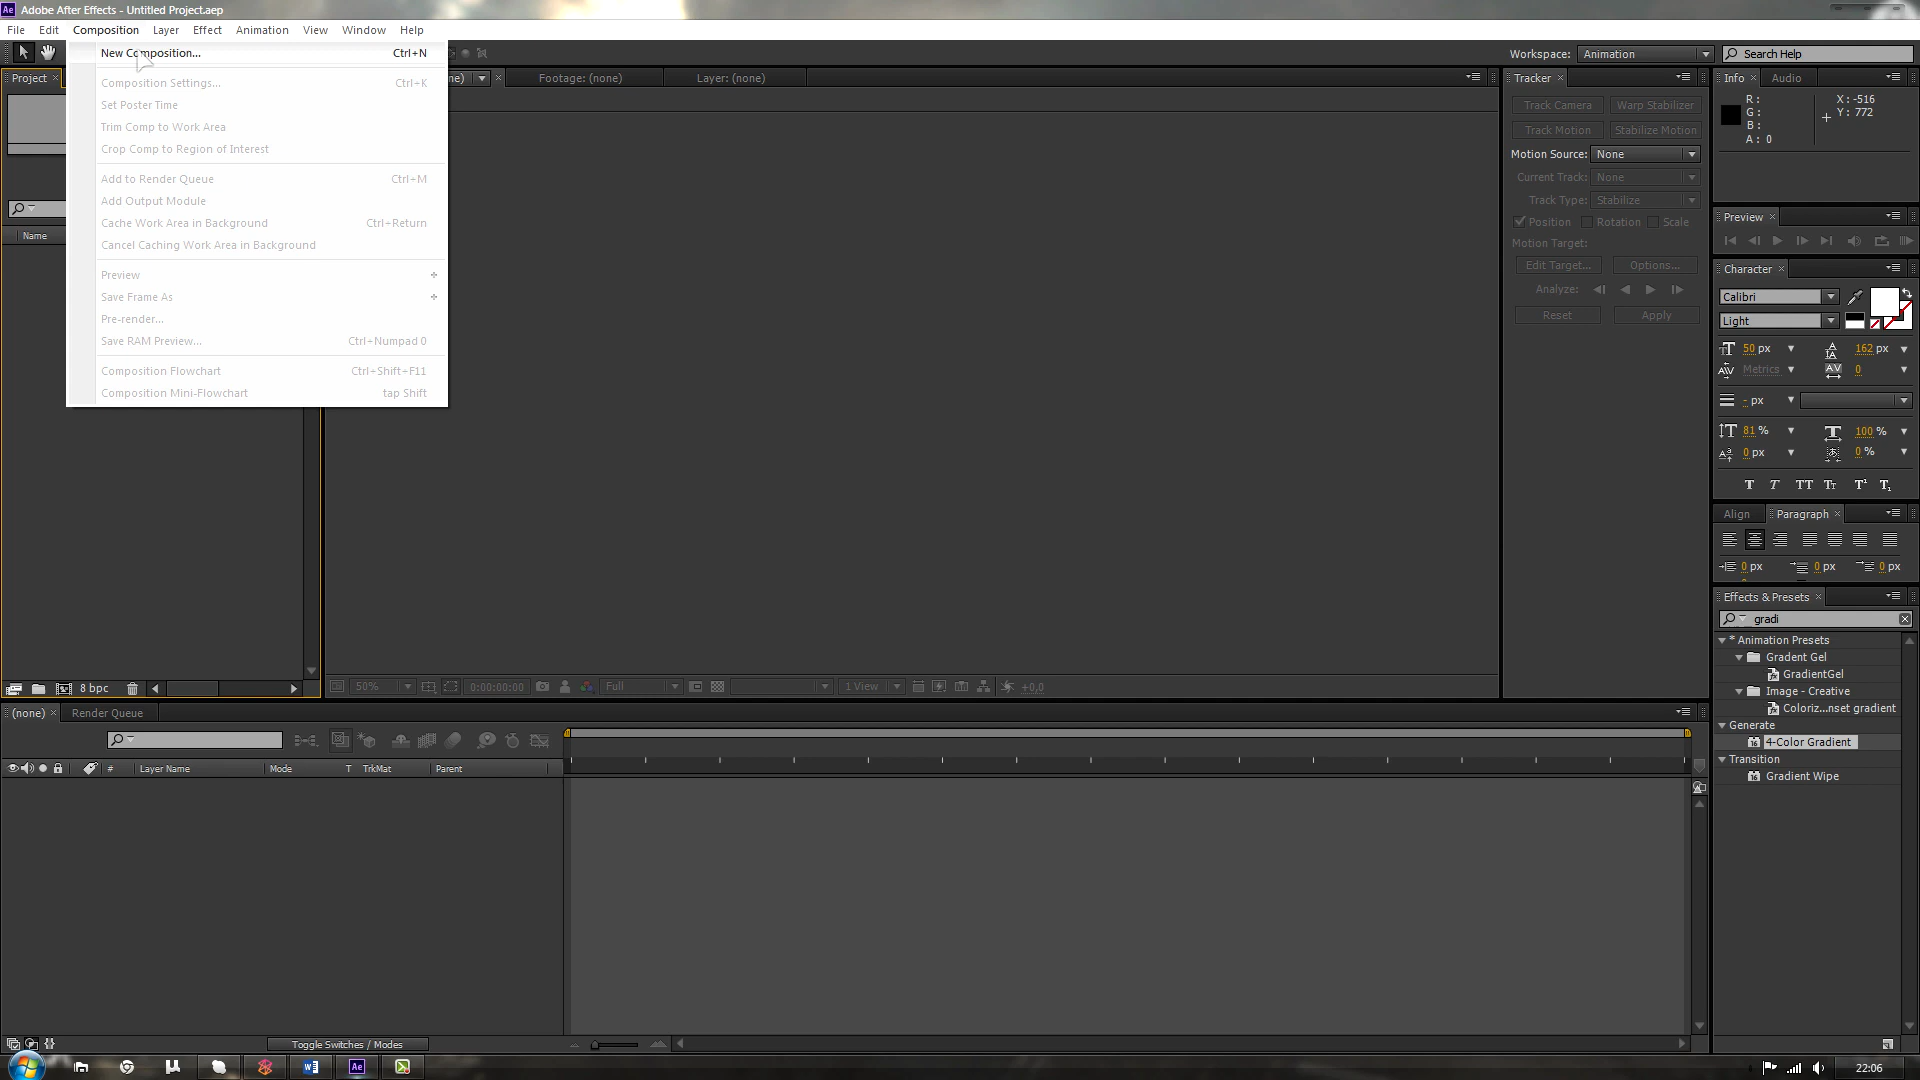 Ae Adobe After Effects - Untitled Project.aep
File Edit Composition Layer Effect Animation View Window Help
New Composition... Ctrl+N
Composition Settings... Ctrl+K
Set Poster Time
Trim Comp to Work Area
Crop Comp to Region of Interest
Add to Render Queue Ctrl+M
Add Output Module
Cache Work Area in Background Ctrl+Return
Cancel Caching Work Area in Background
Preview
Save Frame As
Pre-render...
Save RAM Preview... Ctrl+Numpad 0
Composition Flowchart Ctrl+Shift+F11
Composition Mini-Flowchart tap Shift
Project
Name
8 bpc
ne)
Footage: (none)
Layer: (none)
50%
0:00:00:00
Full
1 View
+0,0
Workspace: Animation
Search Help
Tracker
Track Camera Warp Stabilizer
Track Motion Stabilize Motion
Motion Source: None
Current Track: None
Track Type: Stabilize
Position Rotation Scale
Motion Target:
Edit Target... Options...
Analyze:
Reset Apply
Info Audio
R :
G :
B :
A : 0
X : -516
Y : 772
Preview
Character
Calibri
Light
50 px 162 px
Metrics 0
- px
81 % 100 %
0 px 0 %
T T TT Tt T¹ T₁
Align Paragraph
0 px 0 px 0 px
Effects & Presets
gradi
* Animation Presets
Gradent Gel
GradientGel
Image - Creative
Coloriz...nset gradient
Generate
4-Color Gradient
Transition
Gradient Wipe
(none) Render Queue
# Layer Name Mode T TrkMat Parent
Toggle Switches / Modes
Ae
22:06